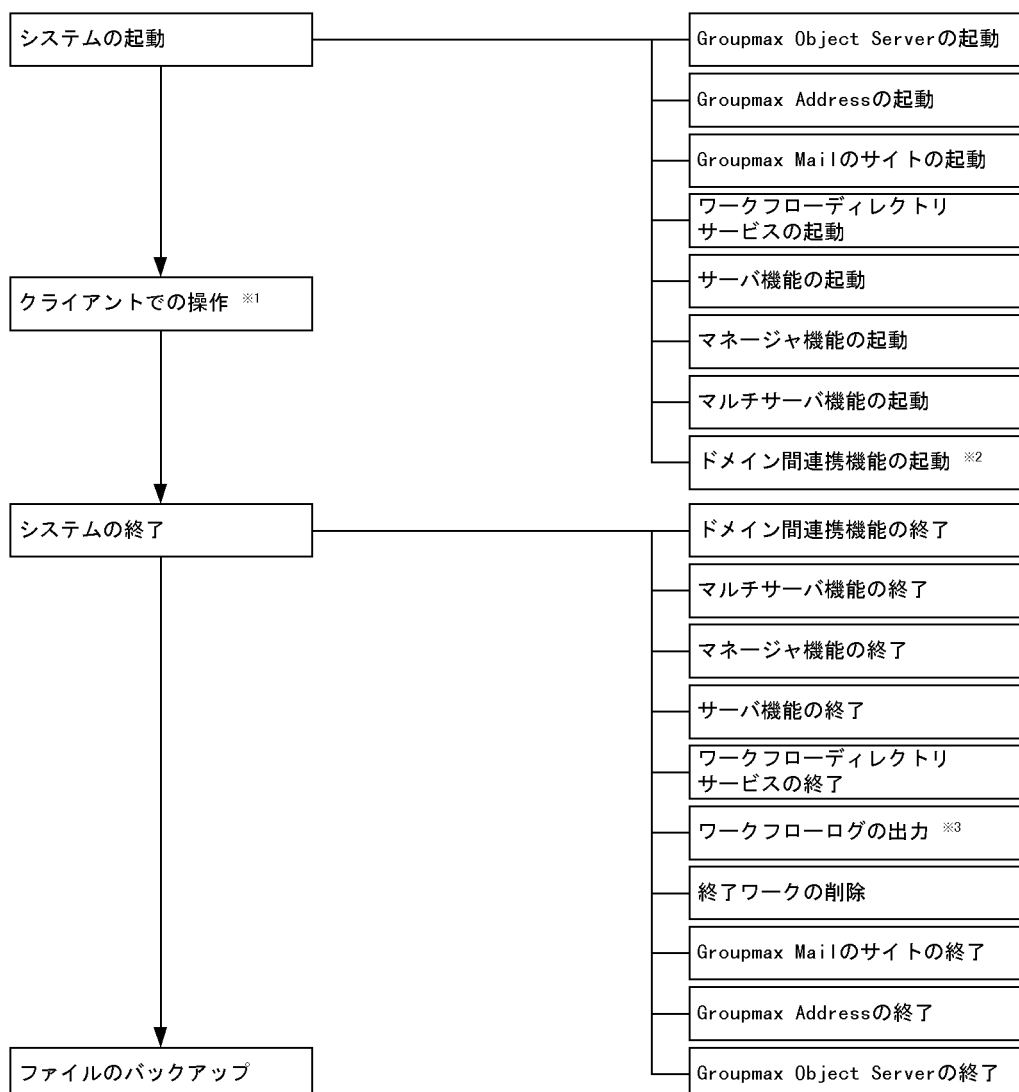 システムの起動
Groupmax Object Serverの起動
Groupmax Addressの起動
Groupmax Mailのサイトの起動
ワークフローディレクトリ
サービスの起動
サーバ機能の起動
マネージャ機能の起動
マルチサーバ機能の起動
ドメイン間連携機能の起動 ※2
クライアントでの操作 ※1
システムの終了
ドメイン間連携機能の終了
マルチサーバ機能の終了
マネージャ機能の終了
サーバ機能の終了
ワークフローディレクトリ
サービスの終了
ワークフローログの出力 ※3
終了ワークの削除
Groupmax Mailのサイトの終了
Groupmax Addressの終了
Groupmax Object Serverの終了
ファイルのバックアップ